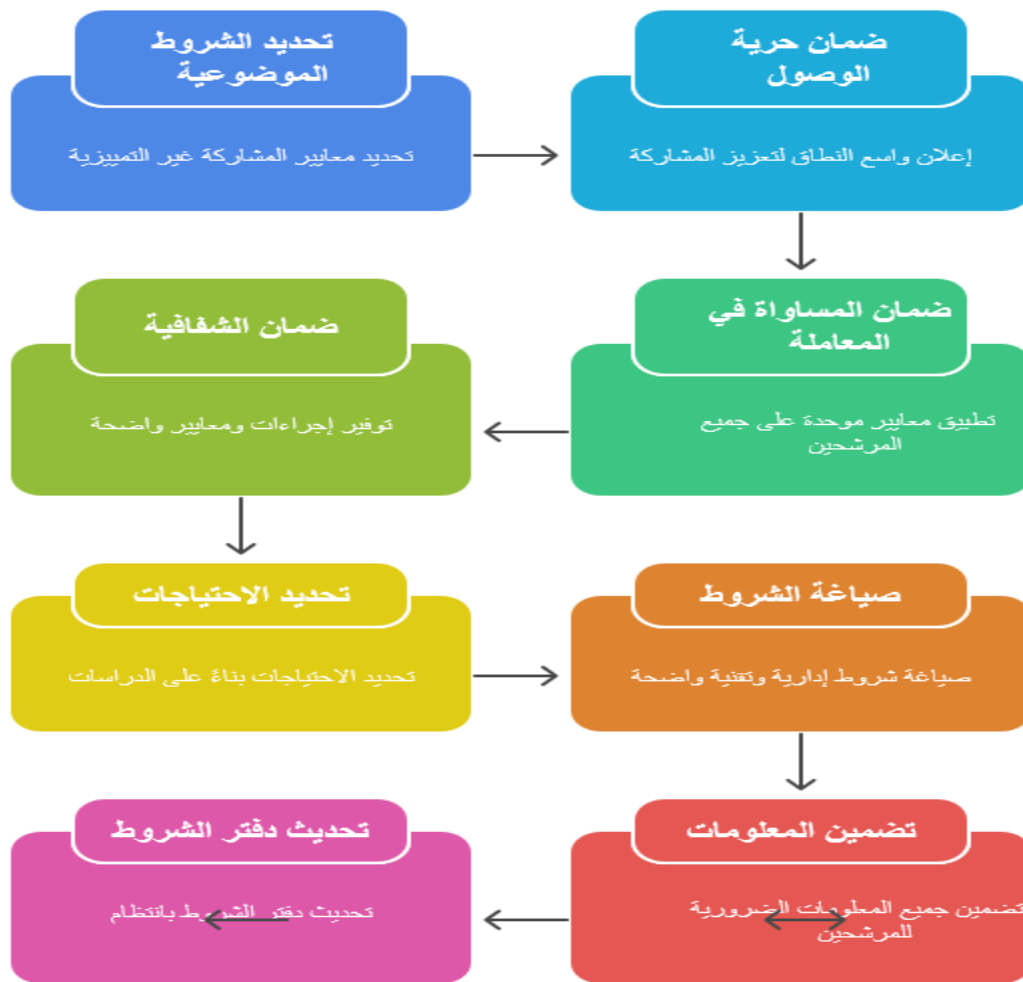 تحديد الشروط
الموضوعية
تحديد معايير المشاركة غير التمييزية
ضمان حرية
الوصول
إعلان واسع النطاق لتعزيز المشاركة
ضمان المساواة في
المعاملة
تطبيق معايير موحدة على جميع
المرشحين
ضمان الشفافية
توفير إجراءات ومعايير واضحة
تحديد الاحتياجات
تحديد الاحتياجات بناءً على الدراسات
صياغة الشروط
صياغة شروط إدارية وتقنية واضحة
تضمين المعلومات
تضمين جميع المعلومات الضرورية
للمرشحين
تحديث دفتر الشروط
تحديث دفتر الشروط بانتظام